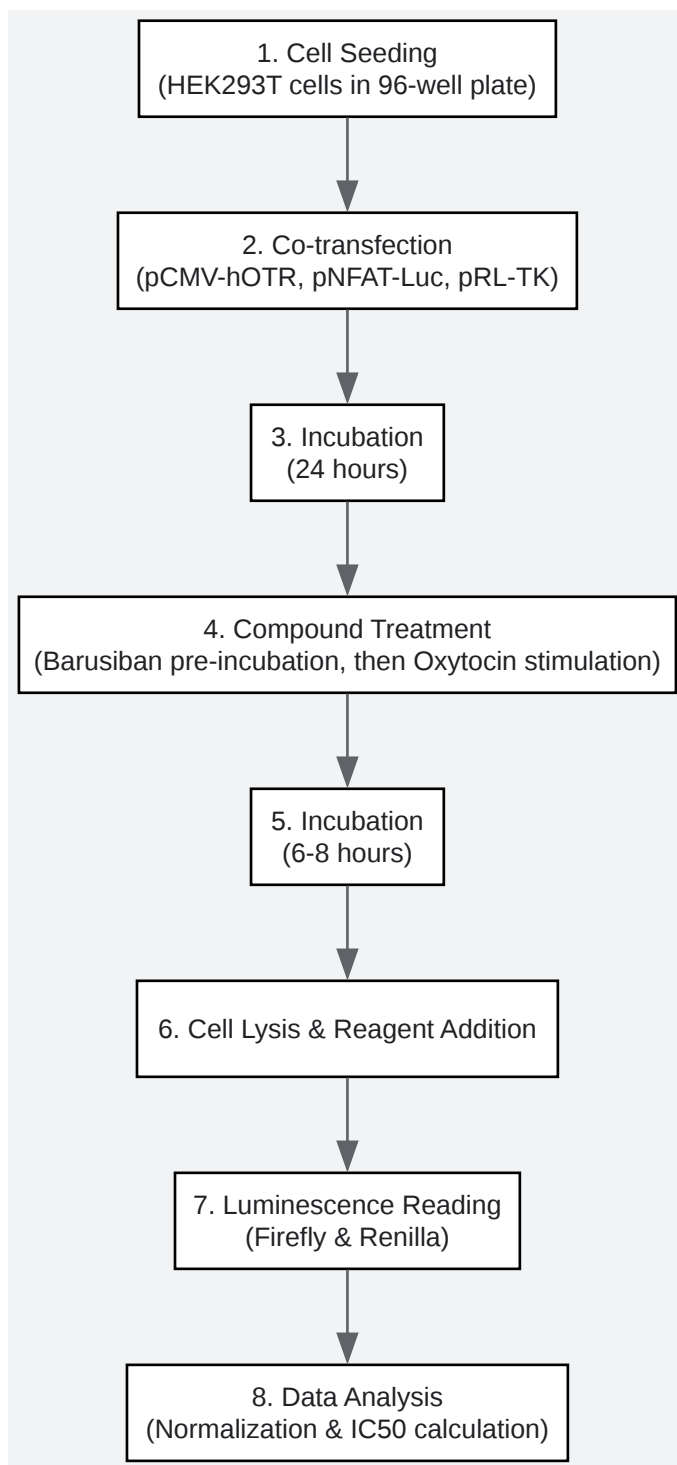 1. Cell Seeding
(HEK293T cells in 96-well plate)
2. Co-transfection
(pCMV-hOTR, pNFAT-Luc, pRL-TK)
3. Incubation
(24 hours)
4. Compound Treatment
(Barusiban pre-incubation, then Oxytocin stimulation)
5. Incubation
(6-8 hours)
6. Cell Lysis & Reagent Addition
7. Luminescence Reading
(Firefly & Renilla)
8. Data Analysis
(Normalization & IC50 calculation)